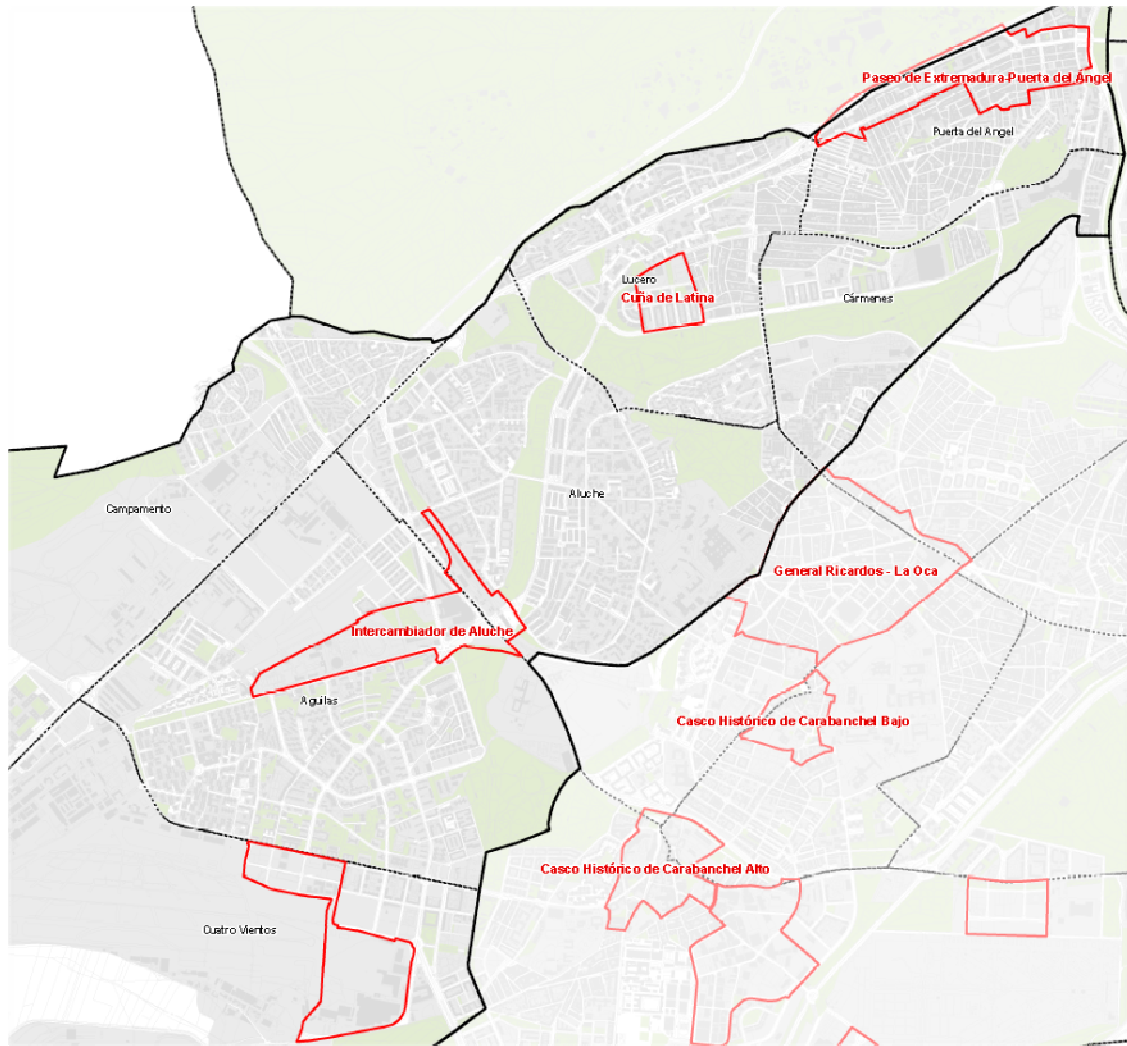 Paseo de Extremadura-Puerta del Ángel
Puerta del Angel
Lucero
Cuña de Latina
Cármenes
Aluche
Campamento
General Ricardos - La Oca
Intercambiador de Aluche
Aguilas
Casco Histórico de Carabanchel Bajo
Casco Histórico de Carabanchel Alto
Cuatro Vientos